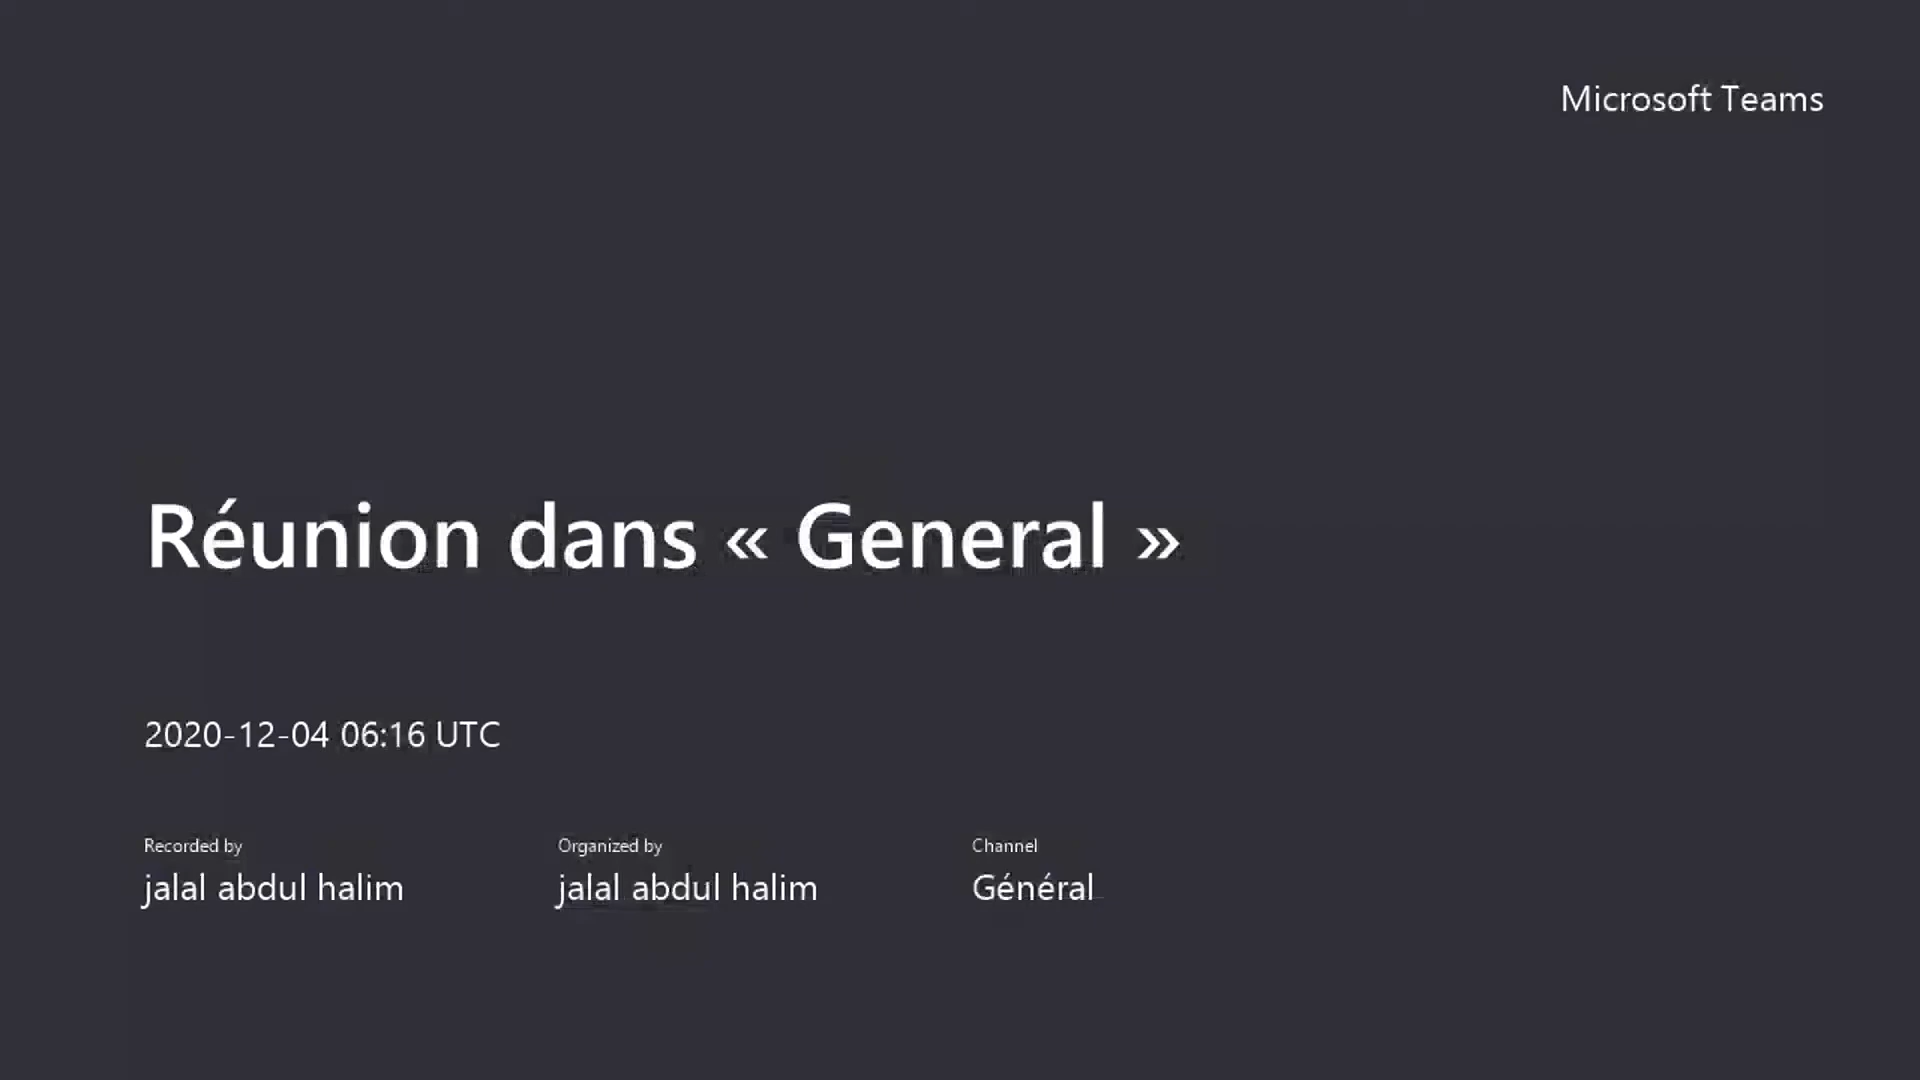 Microsoft Teams
Réunion dans « General »
2020-12-04 06:16 UTC
Recorded by
jalal abdul halim
Organized by
jalal abdul halim
Channel
Général